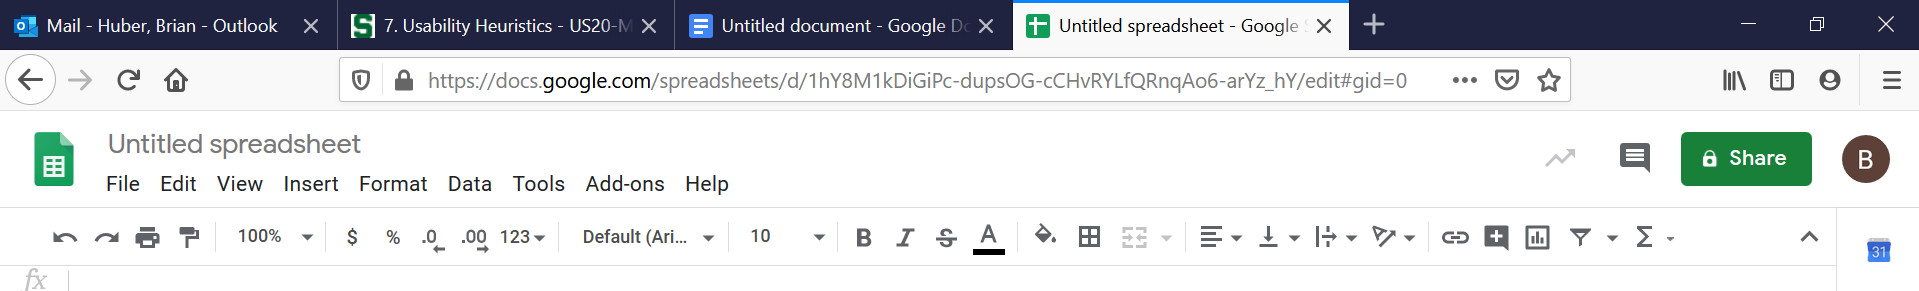 Mail - Huber, Brian - Outlook
7. Usability Heuristics - US20-M
Untitled document - Google Do
Untitled spreadsheet - Google S
https://docs.google.com/spreadsheets/d/1hY8M1kDiGiPc-dupsOG-cCHvRYLfQRnqAo6-arYz_hY/edit#gid=0
Untitled spreadsheet
Share
B
File Edit View Insert Format Data Tools Add-ons Help
100% $ % .0 .00 123 Default (Ari... 10 B I S A Σ
31
fx